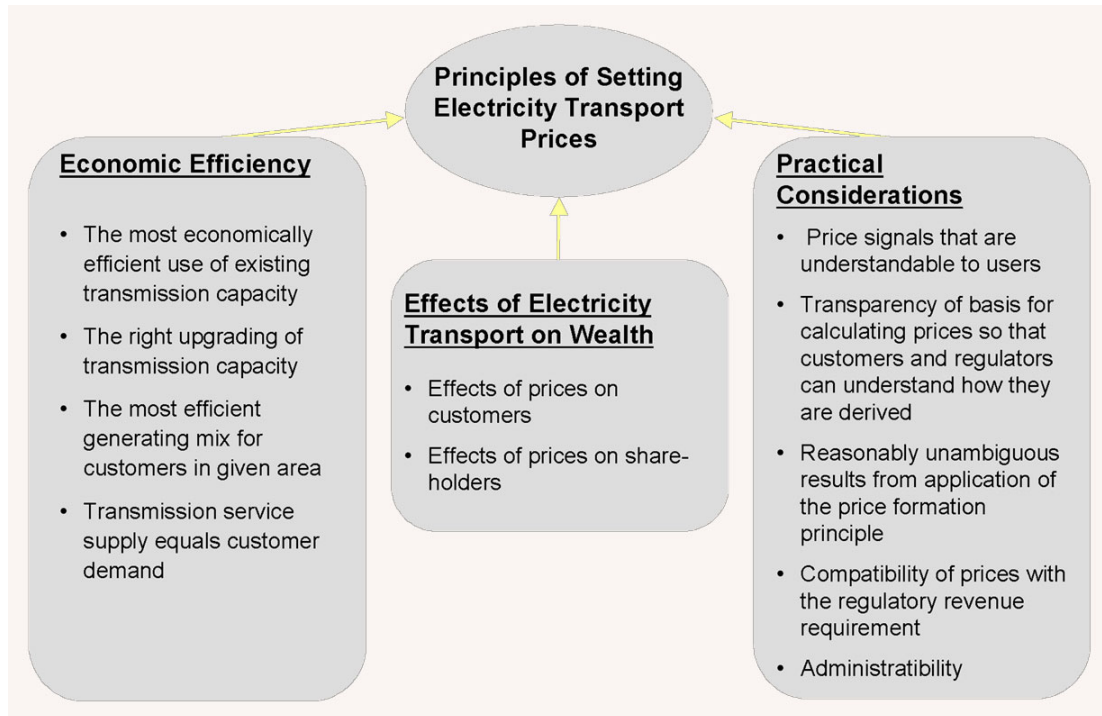 Principles of Setting
Electricity Transport
Prices
Economic Efficiency
• The most economically
efficient use of existing
transmission capacity
• The right upgrading of
transmission capacity
• The most efficient
generating mix for
customers in given area
• Transmission service
supply equals customer
demand
Effects of Electricity
Transport on Wealth
• Effects of prices on
customers
• Effects of prices on share-
holders
Practical
Considerations
• Price signals that are
understandable to users
• Transparency of basis for
calculating prices so that
customers and regulators
can understand how they
are derived
• Reasonably unambiguous
results from application of
the price formation
principle
• Compatibility of prices with
the regulatory revenue
requirement
• Administratibility